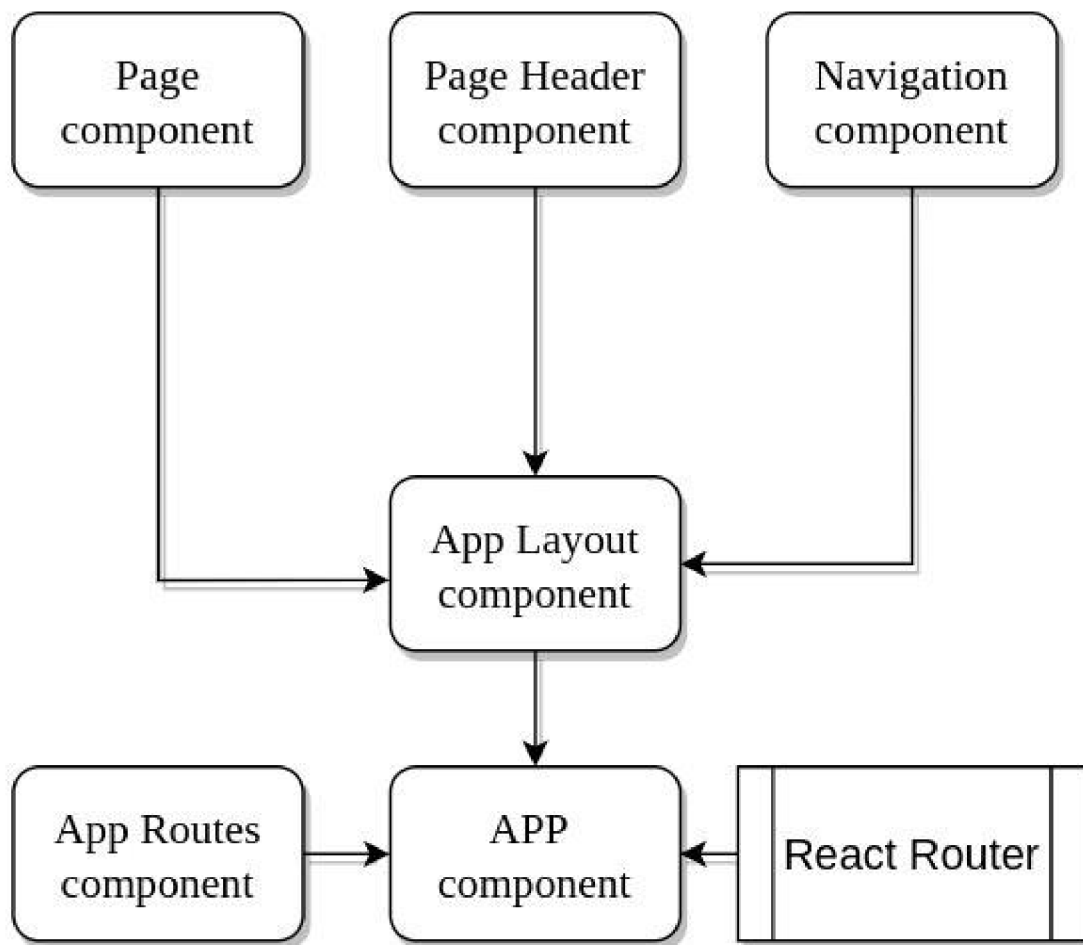 Page
component
Page Header
component
Navigation
component
App Layout
component
App Routes
component
APP
component
React Router